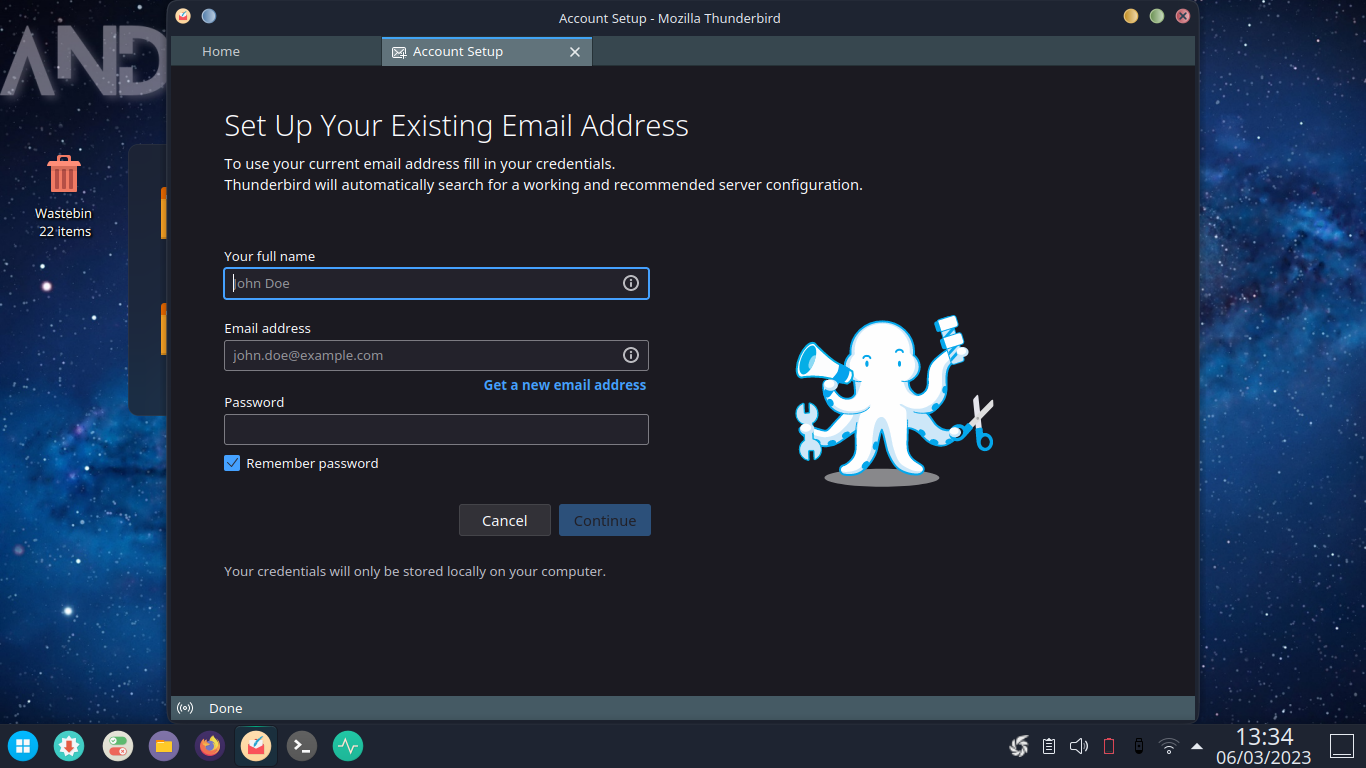 Account Setup - Mozilla Thunderbird
Home
Account Setup
AND
Set Up Your Existing Email Address
To use your current email address fill in your credentials.
Thunderbird will automatically search for a working and recommended server configuration.
Wastebin
22 items
Your full name
John Doe
Email address
john.doe@example.com
Get a new email address
Password
Remember password
Cancel
Continue
Your credentials will only be stored locally on your computer.
Done
13:34
06/03/2023